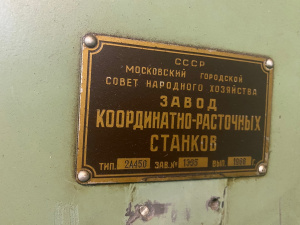 СССР
МОСКОВСКИЙ ГОРОДСКОЙ
СОВЕТ НАРОДНОГО ХОЗЯЙСТВА
ЗАВОД
КООРДИНАТНО-РАСТОЧНЫХ
СТАНКОВ
ТИП. 2А450 ЗАВ.№ ВЫП. Г